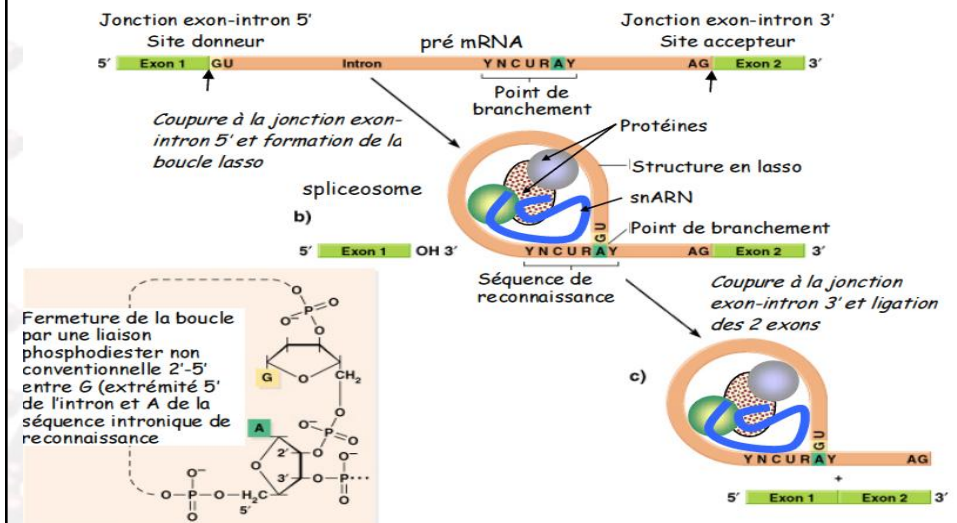 Jonction exon-intron 5'
Site donneur
pré mRNA
Jonction exon-intron 3'
Site accepteur
5' Exon 1 GU Intron YNCURAY AG Exon 2 3'
Point de
branchement
Coupure à la jonction exon-
intron 5' et formation de la
boucle lasso
Protéines
Structure en lasso
spliceosome
snARN
b)
GU
Point de branchement
5' Exon 1 OH 3' YNCURAY AG Exon 2 3'
Séquence de
reconnaissance
Coupure à la jonction
exon-intron 3' et ligation
des 2 exons
Fermeture de la boucle
par une liaison
phosphodiester non
conventionnelle 2'-5'
entre G (extrémité 5'
de l'intron et A de la
séquence intronique de
reconnaissance
O
O⁻—P=O
O
G O CH₂
O
A O⁻—P=O
2' O
O⁻ O O⁻
O=P—O—H₂C 3' O—P
O⁻ 5' O
c)
GU
YNCURAY AG
+
5' Exon 1 Exon 2 3'